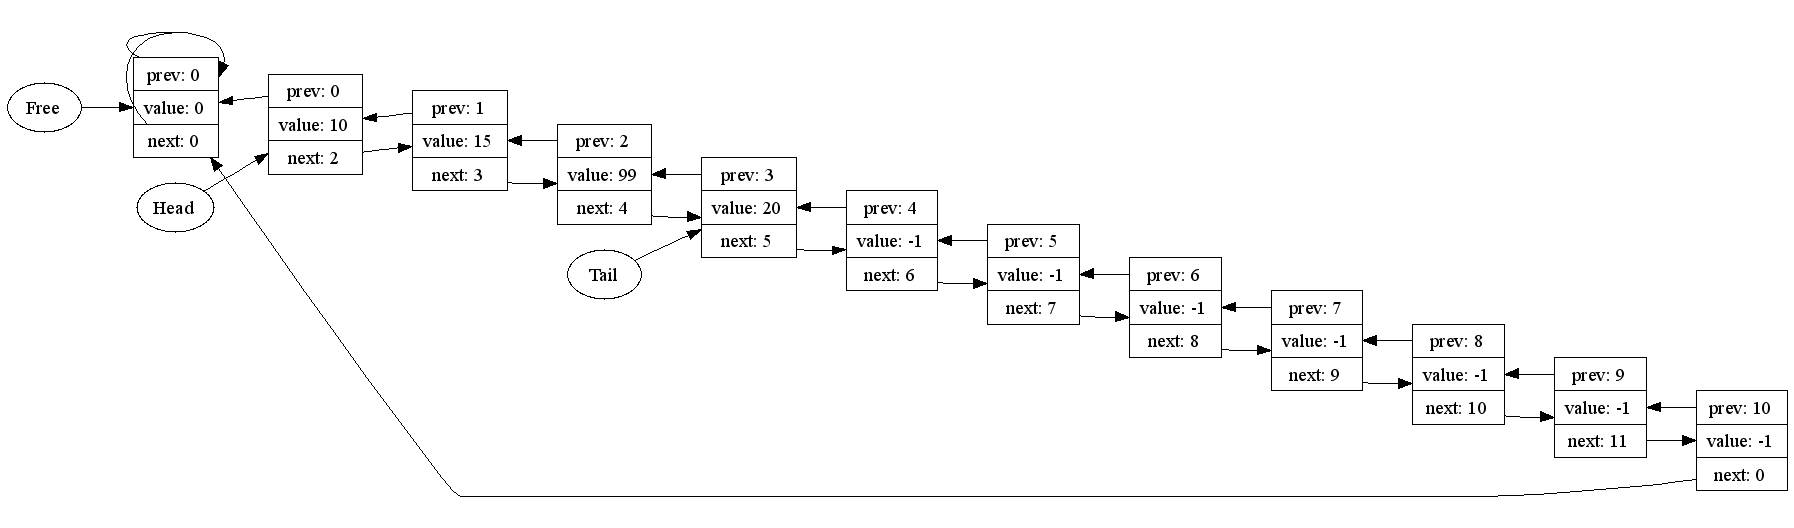 Free
prev: 0
value: 0
next: 0
Head
prev: 0
value: 10
next: 2
prev: 1
value: 15
next: 3
prev: 2
value: 99
next: 4
Tail
prev: 3
value: 20
next: 5
prev: 4
value: -1
next: 6
prev: 5
value: -1
next: 7
prev: 6
value: -1
next: 8
prev: 7
value: -1
next: 9
prev: 8
value: -1
next: 10
prev: 9
value: -1
next: 11
prev: 10
value: -1
next: 0